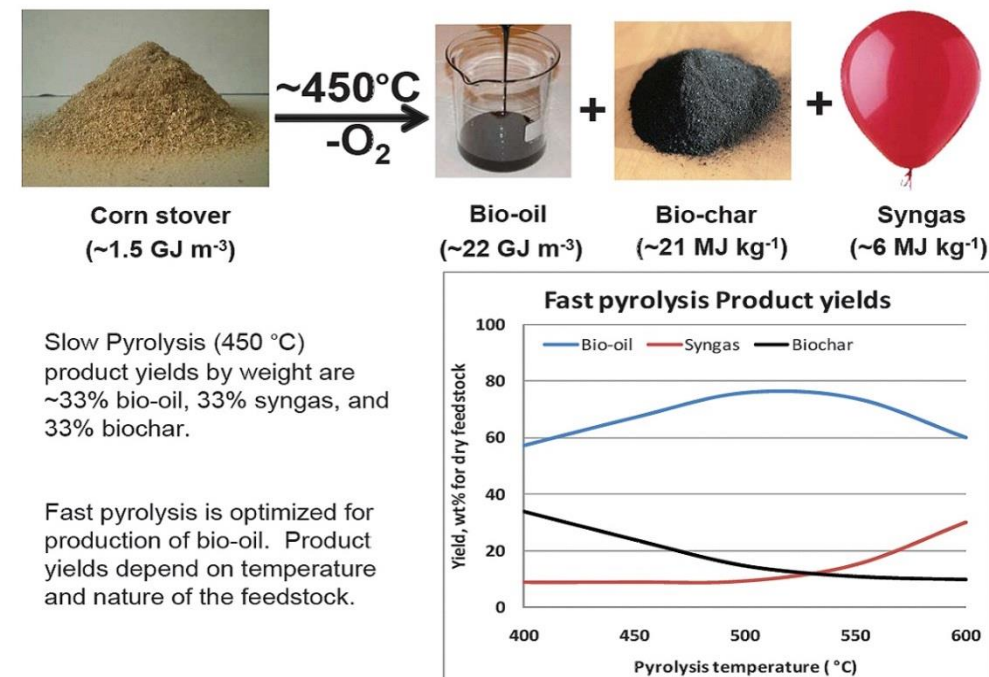 ~450°C
-O₂
+
+
Corn stover
(~1.5 GJ m⁻³)
Bio-oil
(~22 GJ m⁻³)
Bio-char
(~21 MJ kg⁻¹)
Syngas
(~6 MJ kg⁻¹)
Slow Pyrolysis (450 °C)
product yields by weight are
~33% bio-oil, 33% syngas, and
33% biochar.
Fast pyrolysis is optimized for
production of bio-oil.  Product
yields depend on temperature
and nature of the feedstock.
Fast pyrolysis Product yields
Bio-oil
Syngas
Biochar
Yield, wt% for dry feedstock
100
80
60
40
20
0
400 450 500 550 600
Pyrolysis temperature ( °C)